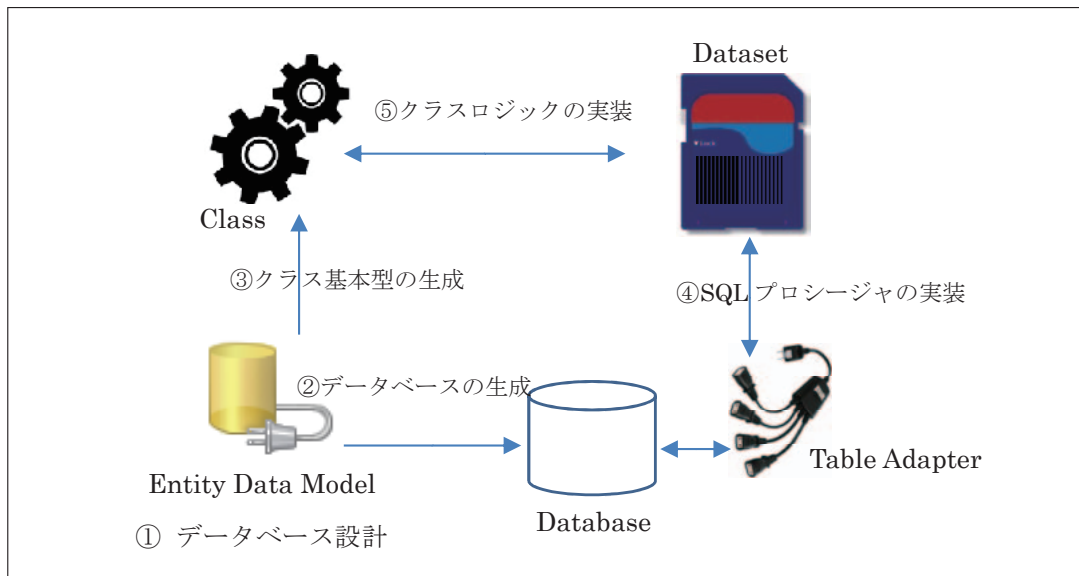 Dataset
⑤クラスロジックの実装
Class
③クラス基本型の生成
④SQL プロシージャの実装
②データベースの生成
Entity Data Model
Table Adapter
Database
① データベース設計